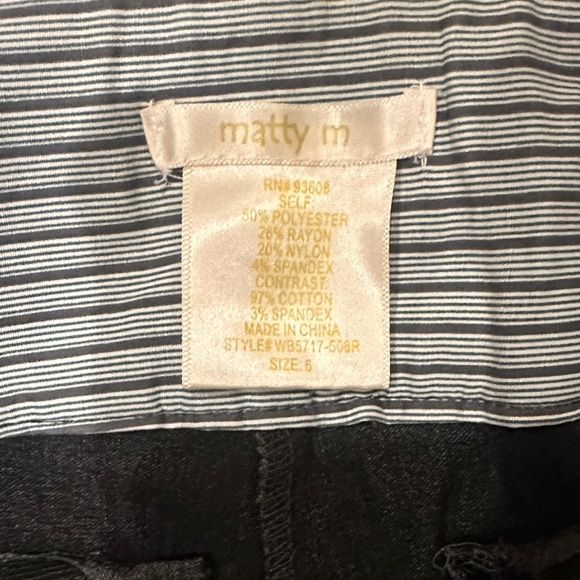 matty m
RN# 93608
SELF:
50% POLYESTER
26% RAYON
20% NYLON
4% SPANDEX
CONTRAST:
97% COTTON
3% SPANDEX
MADE IN CHINA
STYLE# WB5717-506R
SIZE: 6